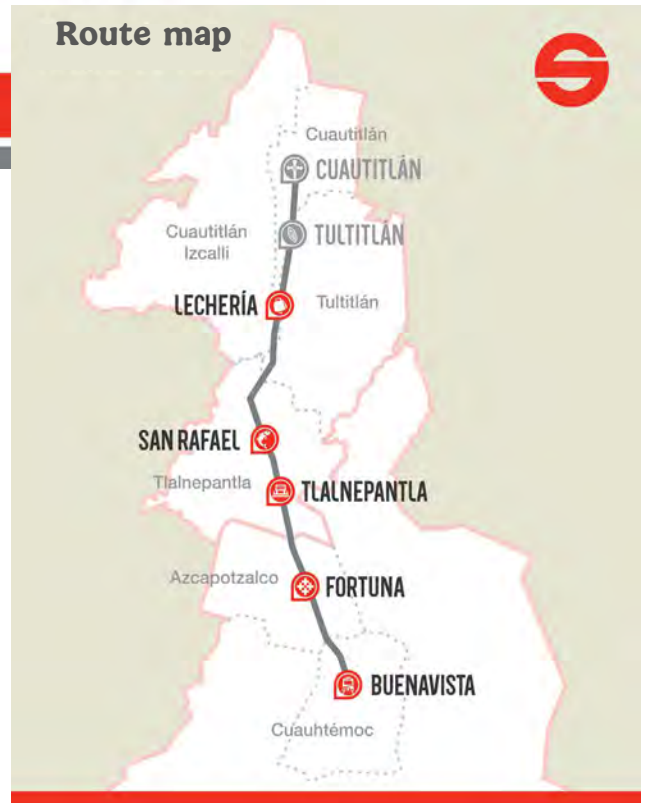 Route map
Cuautitlán
CUAUTITLÁN
Cuautitlán
Izcalli
TULTITLÁN
LECHERÍA
Tultitlán
SAN RAFAEL
Tlalnepantla
TLALNEPANTLA
Azcapotzalco
FORTUNA
BUENAVISTA
Cuauhtémoc